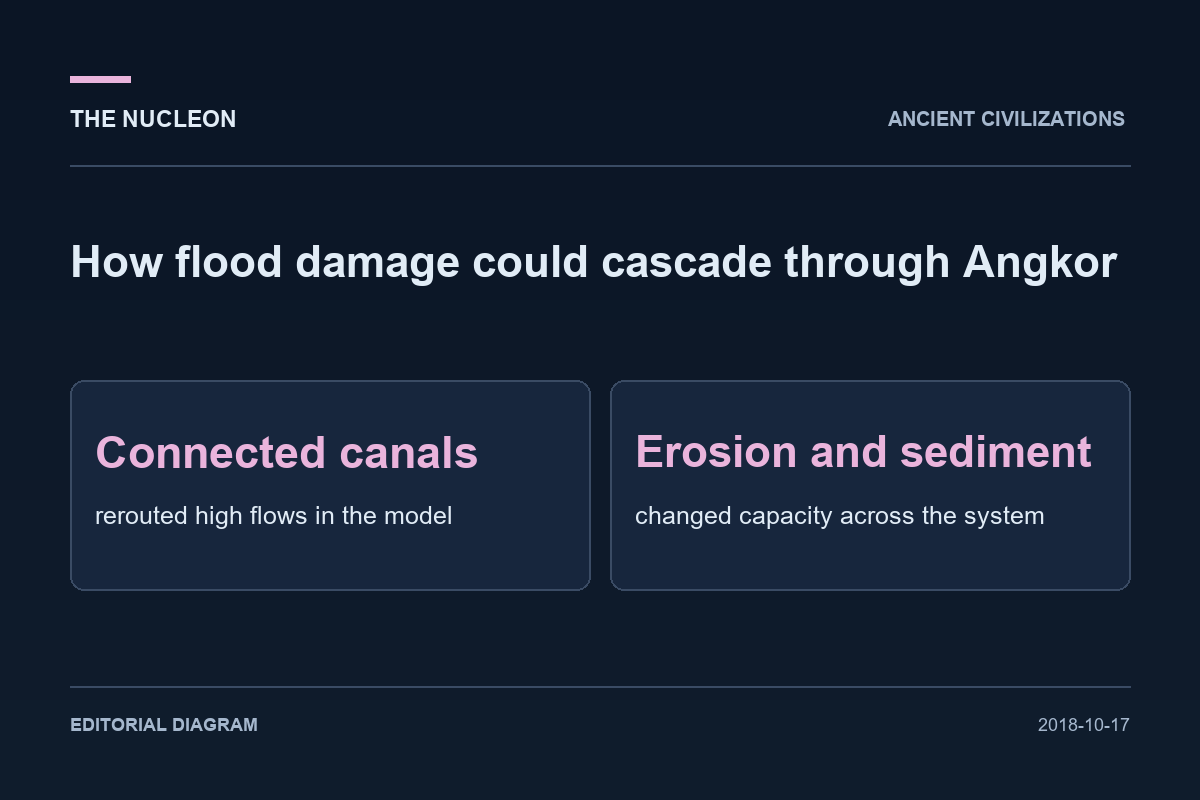 THE NUCLEON
ANCIENT CIVILIZATIONS
How flood damage could cascade through Angkor
Connected canals
rerouted high flows in the model
Erosion and sediment
changed capacity across the system
EDITORIAL DIAGRAM
2018-10-17